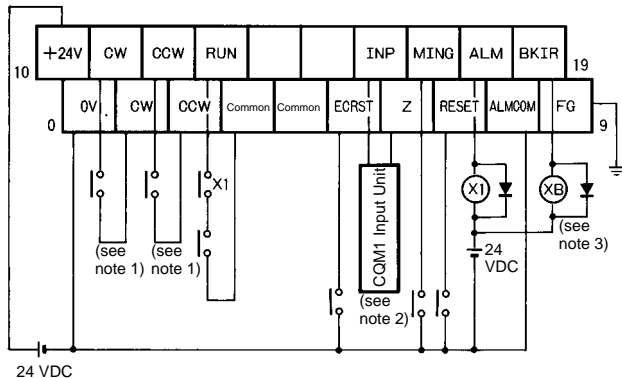 +24V CW CCW RUN INP MING ALM BKIR
10 19
0V CW CCW Common Common ECRST Z RESET ALMCOM FG
0 9
X1
X1 XB
CQM1 Input Unit
(see
note 1)
(see
note 1)
(see
note 2)
(see
note 3)
24
VDC
24 VDC